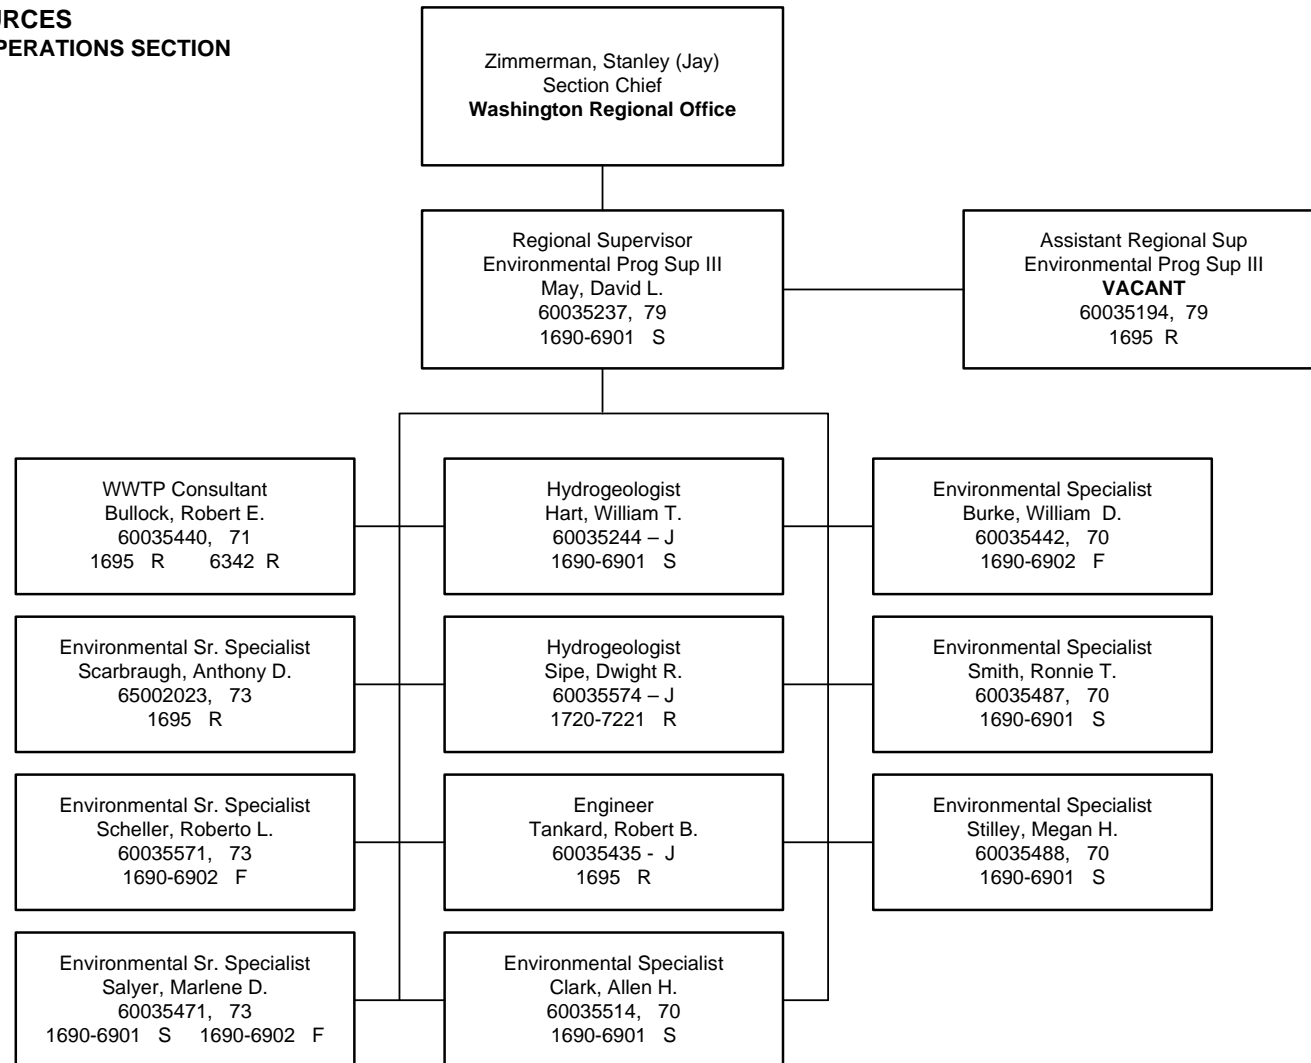 URCES
PERATIONS SECTION
Zimmerman, Stanley (Jay)
Section Chief
Washington Regional Office
Regional Supervisor
Environmental Prog Sup III
May, David L.
60035237, 79
1690-6901 S
Assistant Regional Sup
Environmental Prog Sup III
VACANT
60035194, 79
1695 R
WWTP Consultant
Bullock, Robert E.
60035440, 71
1695 R 6342 R
Hydrogeologist
Hart, William T.
60035244 – J
1690-6901 S
Environmental Specialist
Burke, William D.
60035442, 70
1690-6902 F
Environmental Sr. Specialist
Scarbraugh, Anthony D.
65002023, 73
1695 R
Hydrogeologist
Sipe, Dwight R.
60035574 – J
1720-7221 R
Environmental Specialist
Smith, Ronnie T.
60035487, 70
1690-6901 S
Environmental Sr. Specialist
Scheller, Roberto L.
60035571, 73
1690-6902 F
Engineer
Tankard, Robert B.
60035435 - J
1695 R
Environmental Specialist
Stilley, Megan H.
60035488, 70
1690-6901 S
Environmental Sr. Specialist
Salyer, Marlene D.
60035471, 73
1690-6901 S 1690-6902 F
Environmental Specialist
Clark, Allen H.
60035514, 70
1690-6901 S